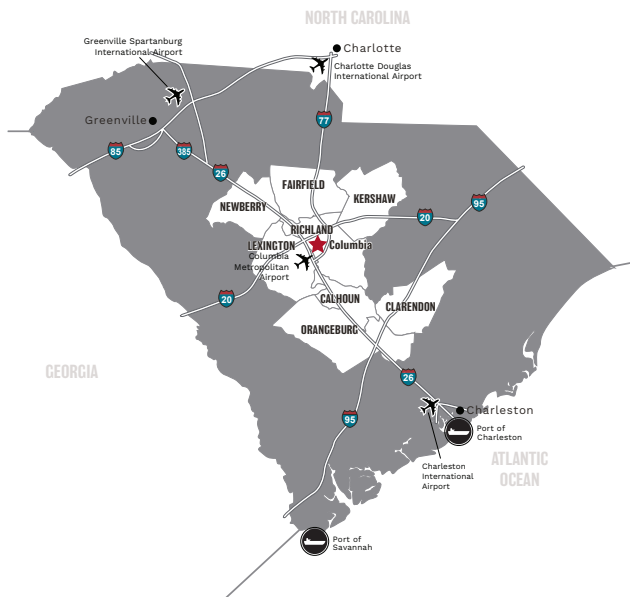 NORTH CAROLINA
Greenville Spartanburg
International Airport
Charlotte
Charlotte Douglas
International Airport
Greenville
77
85
385
26
FAIRFIELD
KERSHAW
NEWBERRY
95
20
RICHLAND
LEXINGTON
Columbia
Columbia
Metropolitan
Airport
20
CALHOUN
CLARENDON
ORANGEBURG
GEORGIA
26
Charleston
95
Port of
Charleston
ATLANTIC
OCEAN
Charleston
International
Airport
Port of
Savannah